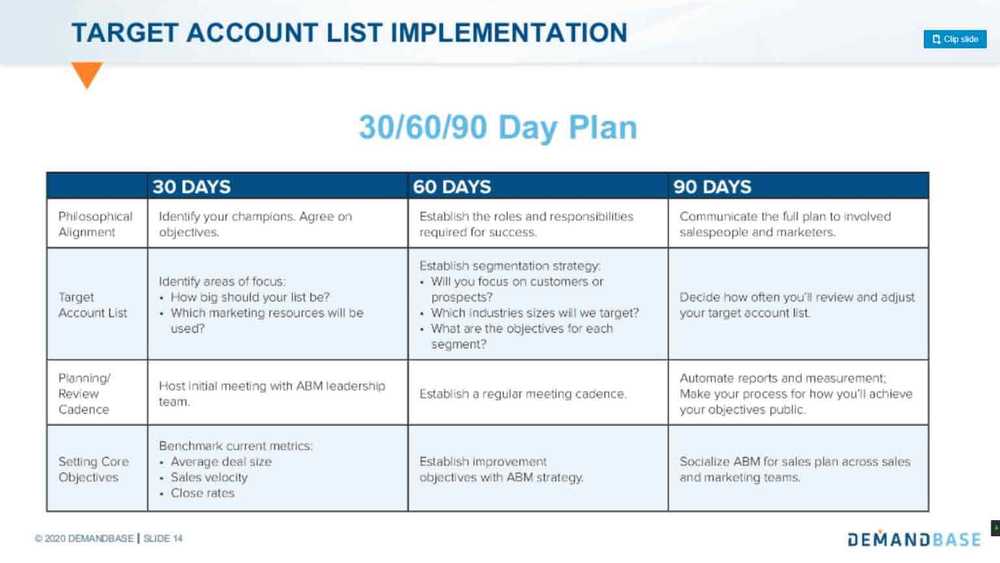 TARGET ACCOUNT LIST IMPLEMENTATION
Clip slide
30/60/90 Day Plan
30 DAYS
60 DAYS
90 DAYS
Philosophical
Alignment
Identify your champions. Agree on
objectives.
Establish the roles and responsibilities
required for success.
Communicate the full plan to involved
salespeople and marketers.
Target
Account List
Identify areas of focus:
• How big should your list be?
• Which marketing resources will be
used?
Establish segmentation strategy:
• Will you focus on customers or
prospects?
• Which industries sizes will we target?
• What are the objectives for each
segment?
Decide how often you'll review and adjust
your target account list.
Planning/
Review
Cadence
Host initial meeting with ABM leadership
team.
Establish a regular meeting cadence.
Automate reports and measurement;
Make your process for how you'll achieve
your objectives public.
Setting Core
Objectives
Benchmark current metrics:
• Average deal size
• Sales velocity
• Close rates
Establish improvement
objectives with ABM strategy.
Socialize ABM for sales plan across sales
and marketing teams.
© 2020 DEMANDBASE | SLIDE 14
DEMANDBASE